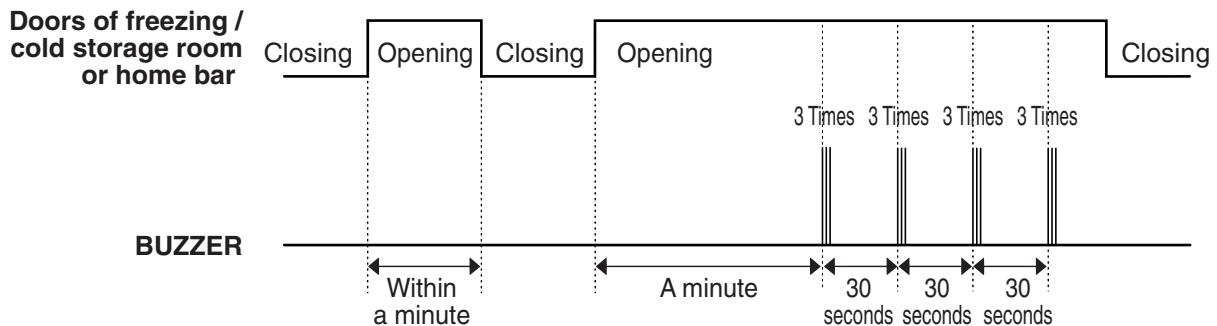 Doors of freezing /
cold storage room
or home bar
Closing Opening Closing Opening Closing
3 Times 3 Times 3 Times 3 Times
BUZZER
Within
a minute
A minute
30
seconds
30
seconds
30
seconds